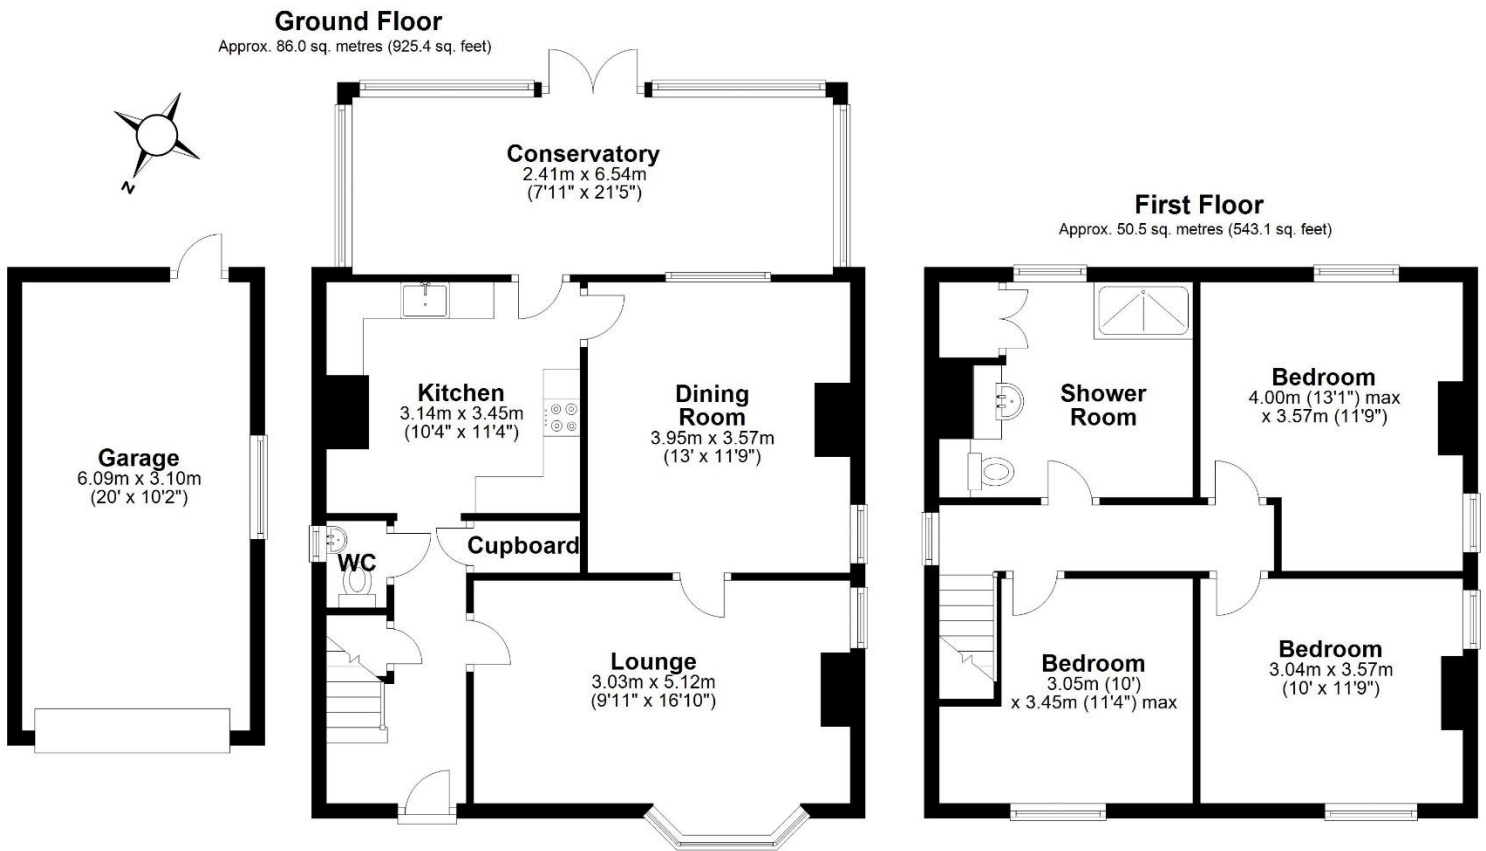 Ground Floor
Approx. 86.0 sq. metres (925.4 sq. feet)
N
Conservatory
2.41m x 6.54m
(7'11" x 21'5")
Garage
6.09m x 3.10m
(20' x 10'2")
Kitchen
3.14m x 3.45m
(10'4" x 11'4")
Dining
Room
3.95m x 3.57m
(13' x 11'9")
WC
Cupboard
Lounge
3.03m x 5.12m
(9'11" x 16'10")
First Floor
Approx. 50.5 sq. metres (543.1 sq. feet)
Shower
Room
Bedroom
4.00m (13'1") max
x 3.57m (11'9")
Bedroom
3.05m (10')
x 3.45m (11'4") max
Bedroom
3.04m x 3.57m
(10' x 11'9")